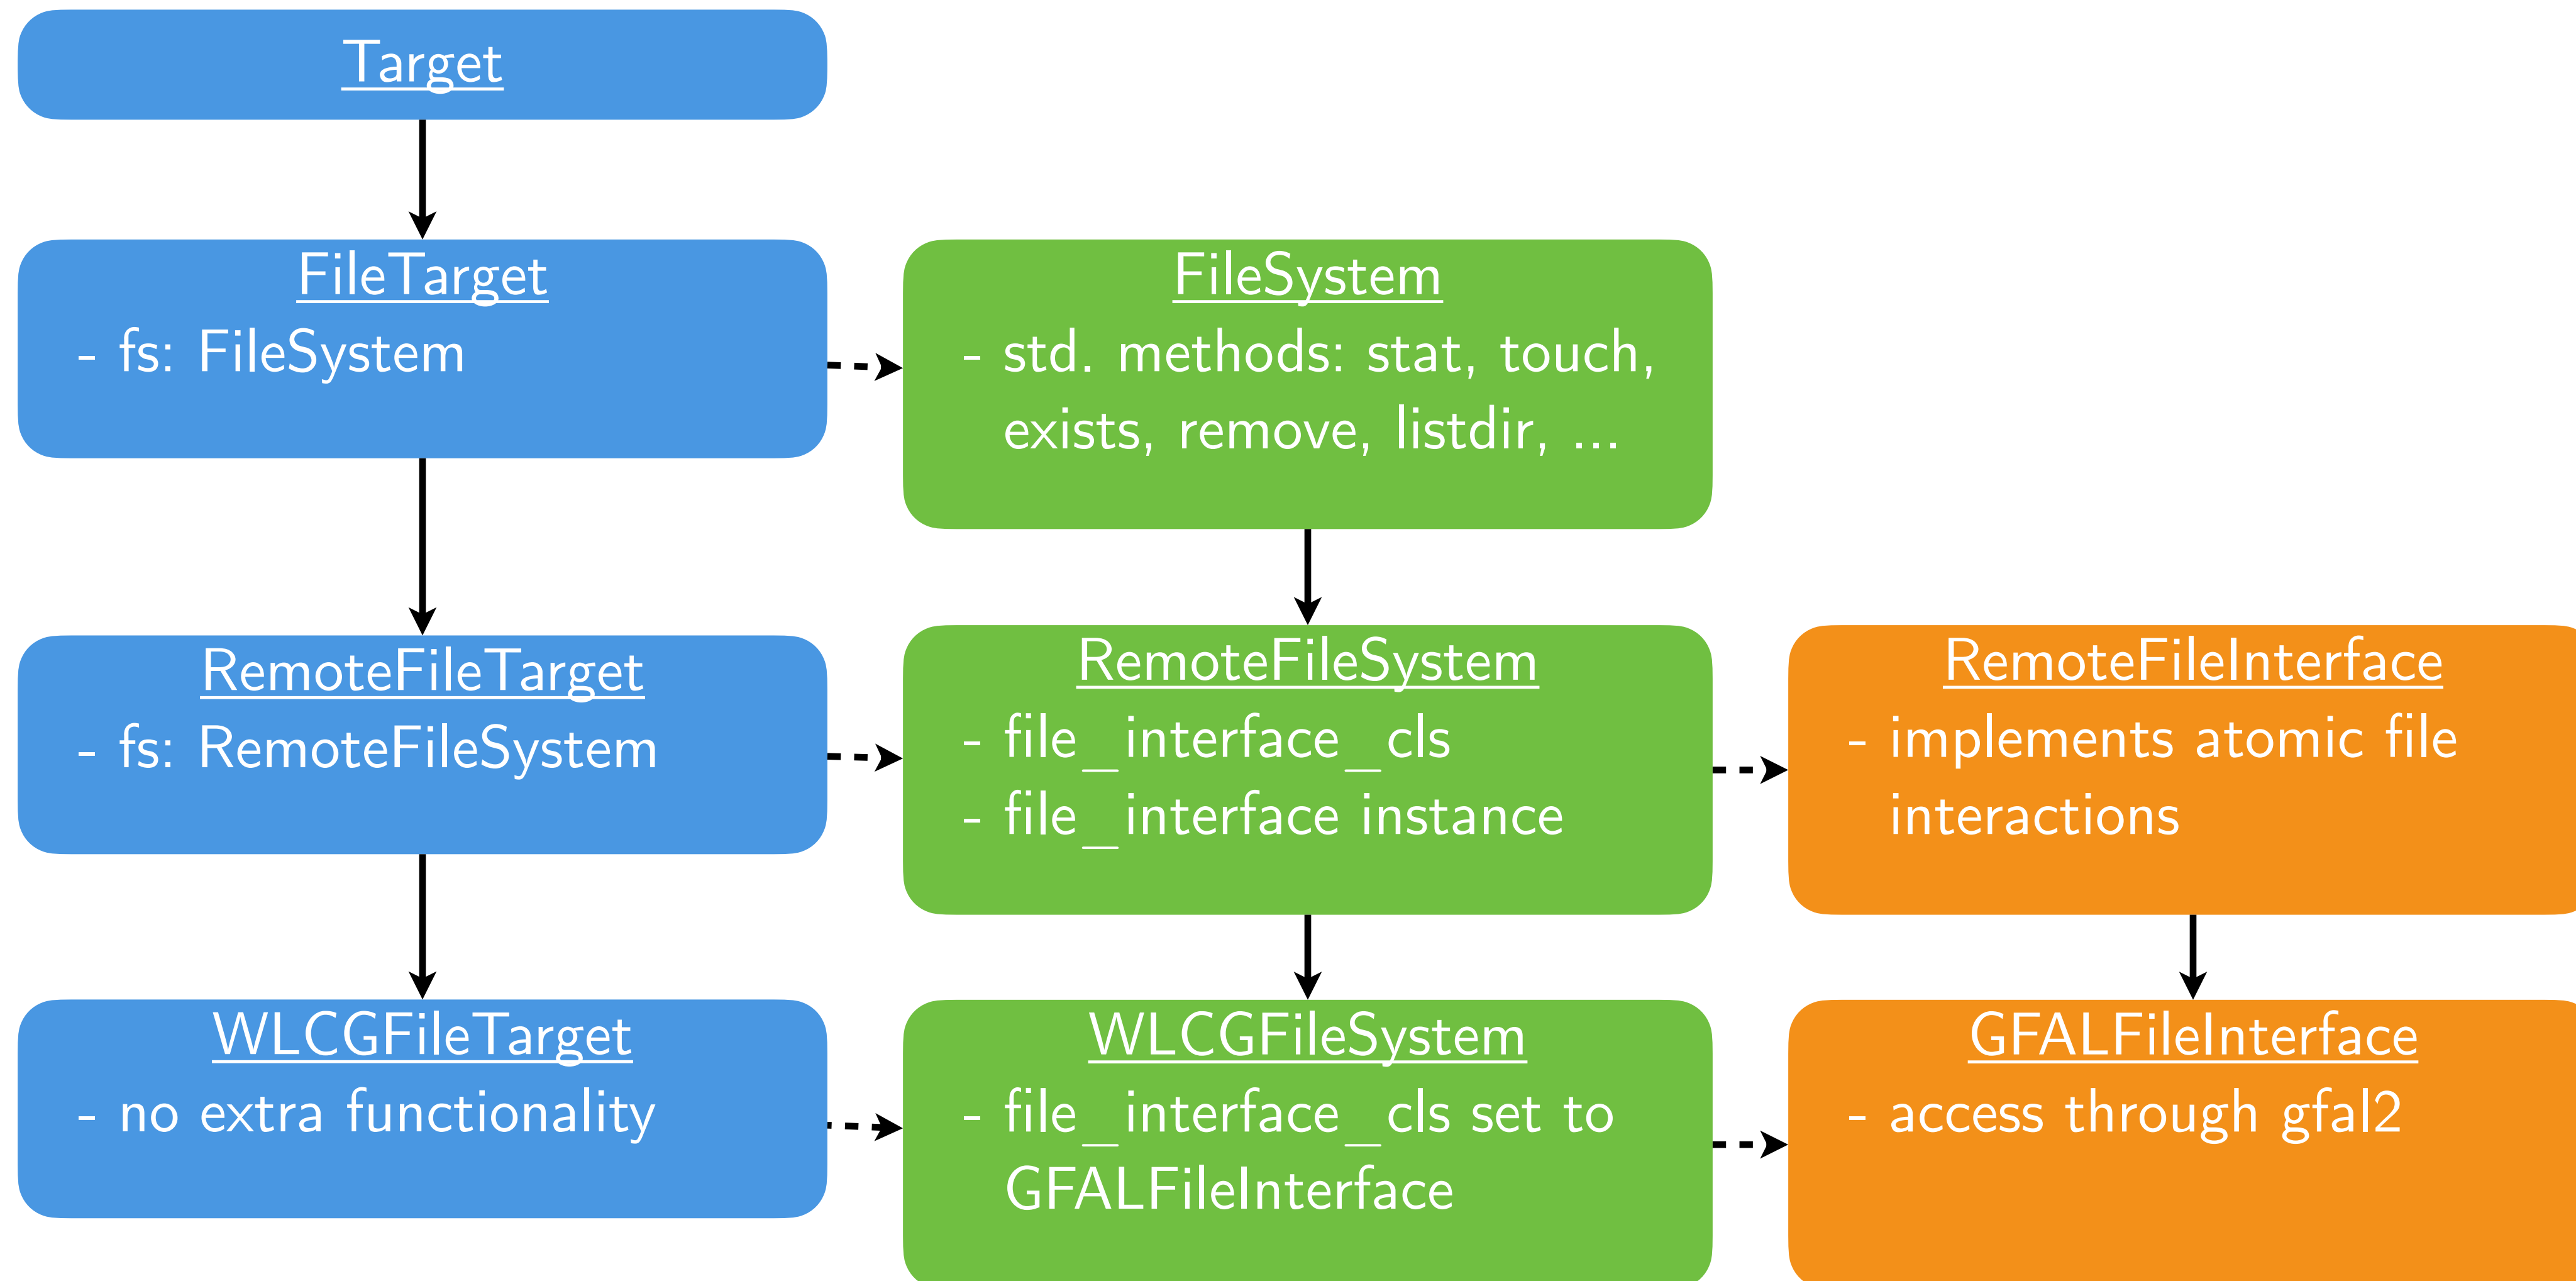 Target
FileTarget
- fs: FileSystem
FileSystem
- std. methods: stat, touch,
exists, remove, listdir, ...
RemoteFileTarget
- fs: RemoteFileSystem
RemoteFileSystem
- file_interface_cls
- file_interface instance
RemoteFileInterface
- implements atomic file
interactions
WLCGFileTarget
- no extra functionality
WLCGFileSystem
- file_interface_cls set to
GFALFileInterface
GFALFileInterface
- access through gfal2